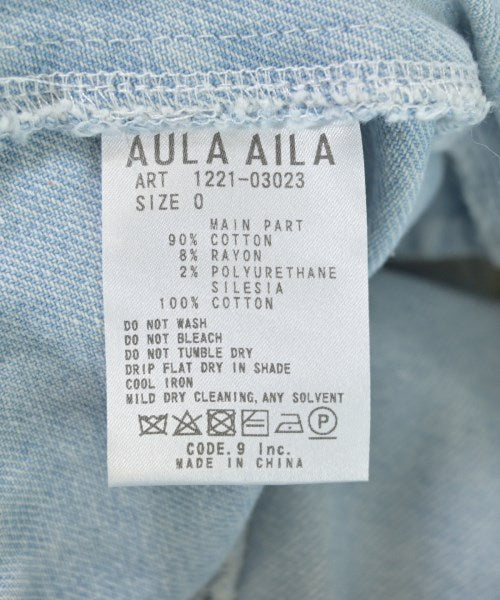 AULA AILA
ART 1221-03023
SIZE 0
MAIN PART
90% COTTON
8% RAYON
2% POLYURETHANE
SILESIA
100% COTTON
DO NOT WASH
DO NOT BLEACH
DO NOT TUMBLE DRY
DRIP FLAT DRY IN SHADE
COOL IRON
MILD DRY CLEANING, ANY SOLVENT
P
CODE.9 Inc.
MADE IN CHINA